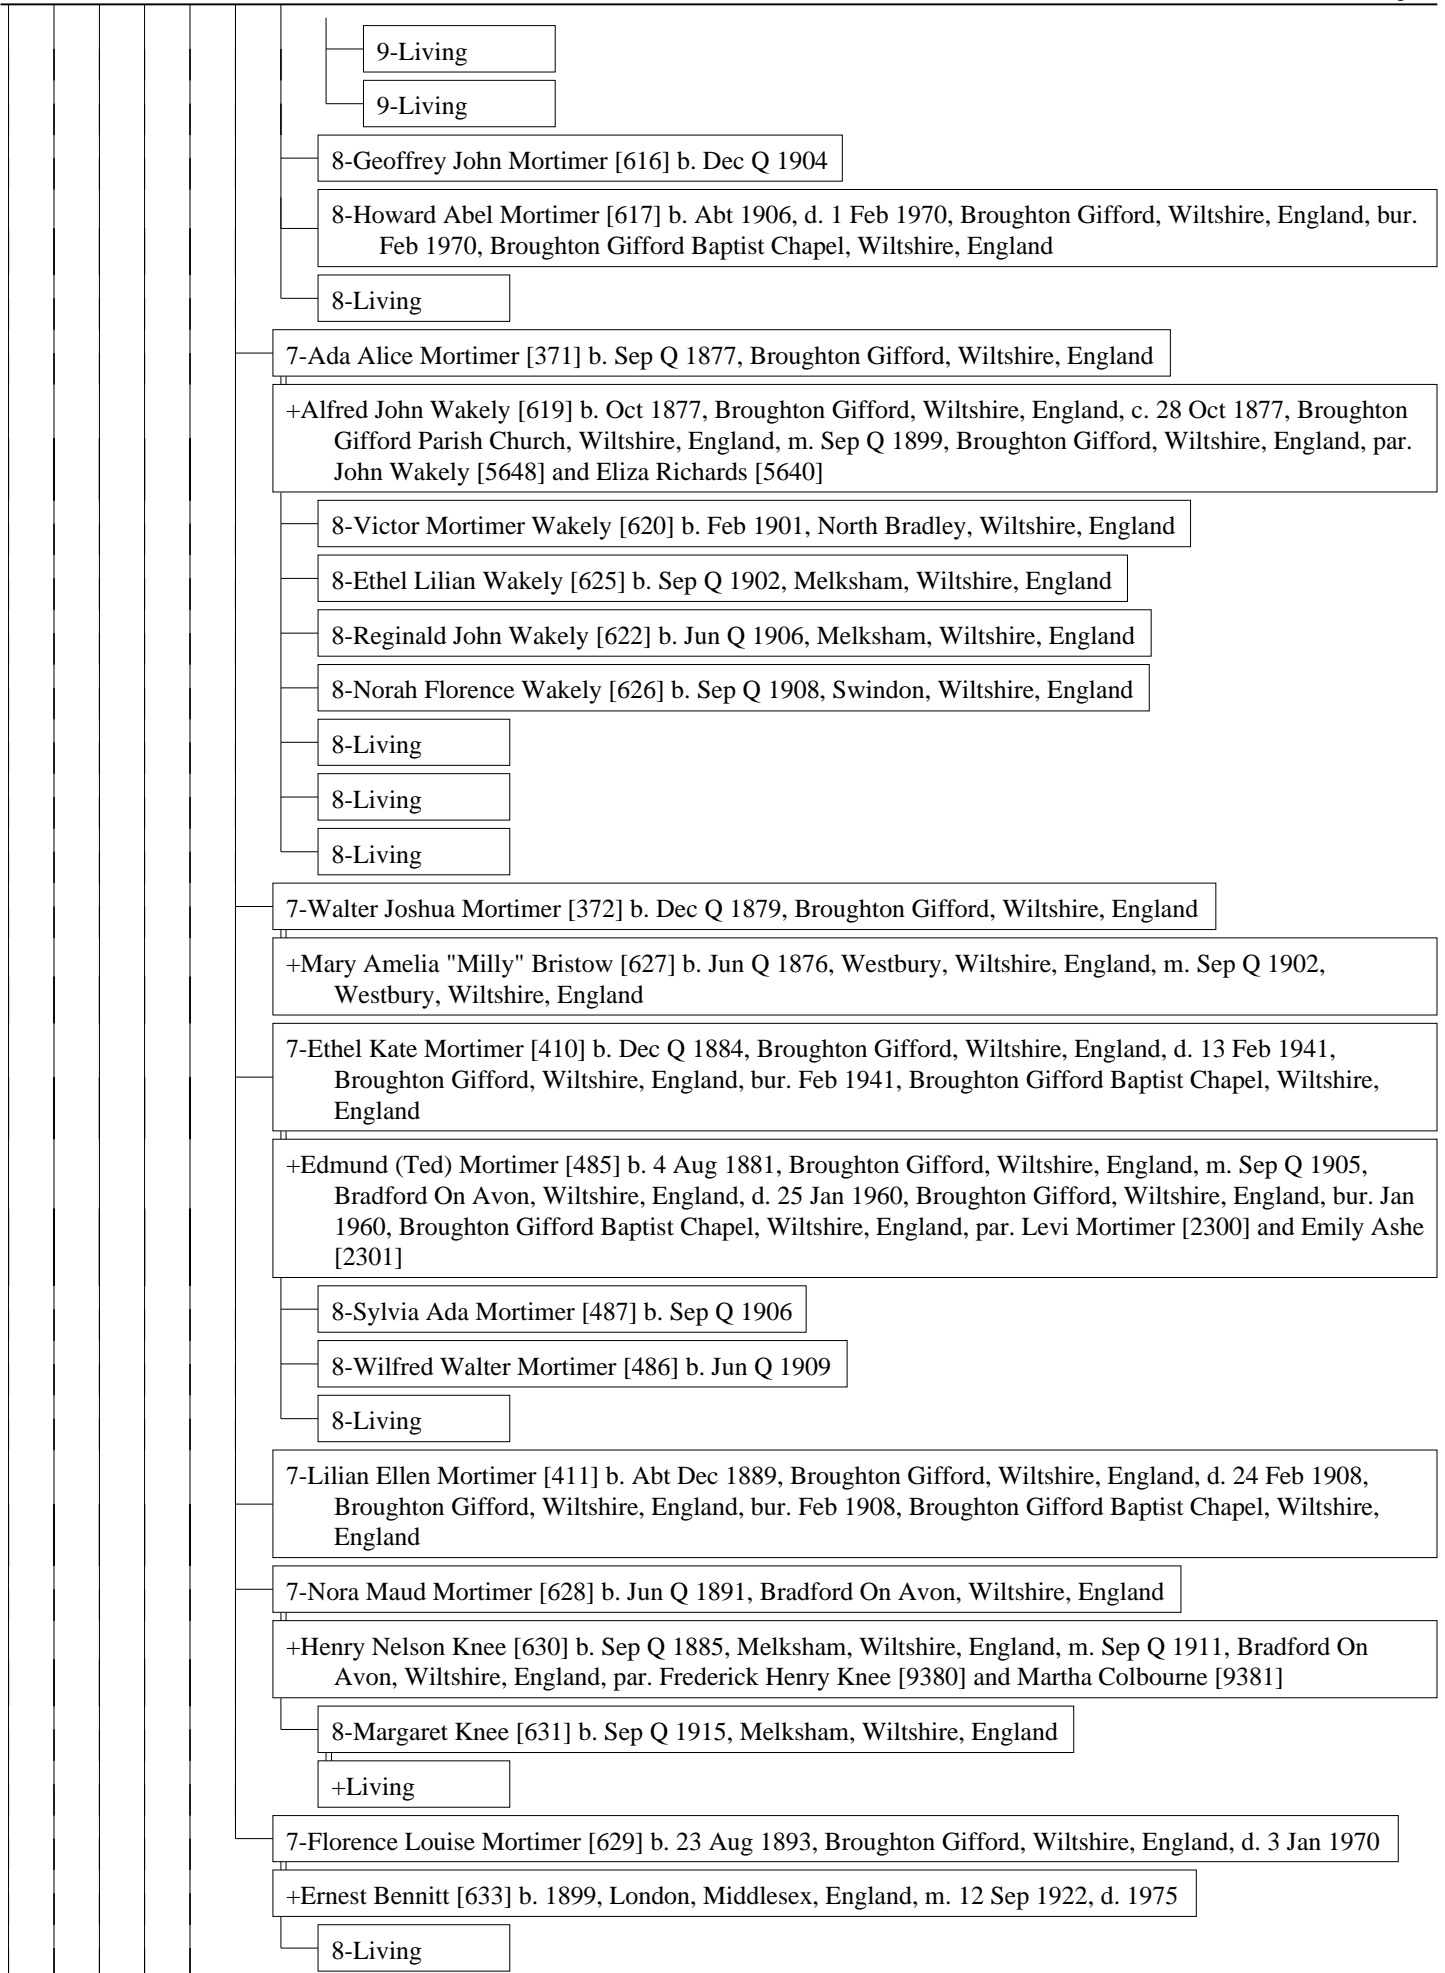 9-Living
9-Living
8-Geoffrey John Mortimer [616] b. Dec Q 1904
8-Howard Abel Mortimer [617] b. Abt 1906, d. 1 Feb 1970, Broughton Gifford, Wiltshire, England, bur.
Feb 1970, Broughton Gifford Baptist Chapel, Wiltshire, England
8-Living
7-Ada Alice Mortimer [371] b. Sep Q 1877, Broughton Gifford, Wiltshire, England
+Alfred John Wakely [619] b. Oct 1877, Broughton Gifford, Wiltshire, England, c. 28 Oct 1877, Broughton
Gifford Parish Church, Wiltshire, England, m. Sep Q 1899, Broughton Gifford, Wiltshire, England, par.
John Wakely [5648] and Eliza Richards [5640]
8-Victor Mortimer Wakely [620] b. Feb 1901, North Bradley, Wiltshire, England
8-Ethel Lilian Wakely [625] b. Sep Q 1902, Melksham, Wiltshire, England
8-Reginald John Wakely [622] b. Jun Q 1906, Melksham, Wiltshire, England
8-Norah Florence Wakely [626] b. Sep Q 1908, Swindon, Wiltshire, England
8-Living
8-Living
8-Living
7-Walter Joshua Mortimer [372] b. Dec Q 1879, Broughton Gifford, Wiltshire, England
+Mary Amelia "Milly" Bristow [627] b. Jun Q 1876, Westbury, Wiltshire, England, m. Sep Q 1902,
Westbury, Wiltshire, England
7-Ethel Kate Mortimer [410] b. Dec Q 1884, Broughton Gifford, Wiltshire, England, d. 13 Feb 1941,
Broughton Gifford, Wiltshire, England, bur. Feb 1941, Broughton Gifford Baptist Chapel, Wiltshire,
England
+Edmund (Ted) Mortimer [485] b. 4 Aug 1881, Broughton Gifford, Wiltshire, England, m. Sep Q 1905,
Bradford On Avon, Wiltshire, England, d. 25 Jan 1960, Broughton Gifford, Wiltshire, England, bur. Jan
1960, Broughton Gifford Baptist Chapel, Wiltshire, England, par. Levi Mortimer [2300] and Emily Ashe
[2301]
8-Sylvia Ada Mortimer [487] b. Sep Q 1906
8-Wilfred Walter Mortimer [486] b. Jun Q 1909
8-Living
7-Lilian Ellen Mortimer [411] b. Abt Dec 1889, Broughton Gifford, Wiltshire, England, d. 24 Feb 1908,
Broughton Gifford, Wiltshire, England, bur. Feb 1908, Broughton Gifford Baptist Chapel, Wiltshire,
England
7-Nora Maud Mortimer [628] b. Jun Q 1891, Bradford On Avon, Wiltshire, England
+Henry Nelson Knee [630] b. Sep Q 1885, Melksham, Wiltshire, England, m. Sep Q 1911, Bradford On
Avon, Wiltshire, England, par. Frederick Henry Knee [9380] and Martha Colbourne [9381]
8-Margaret Knee [631] b. Sep Q 1915, Melksham, Wiltshire, England
+Living
7-Florence Louise Mortimer [629] b. 23 Aug 1893, Broughton Gifford, Wiltshire, England, d. 3 Jan 1970
+Ernest Bennitt [633] b. 1899, London, Middlesex, England, m. 12 Sep 1922, d. 1975
8-Living